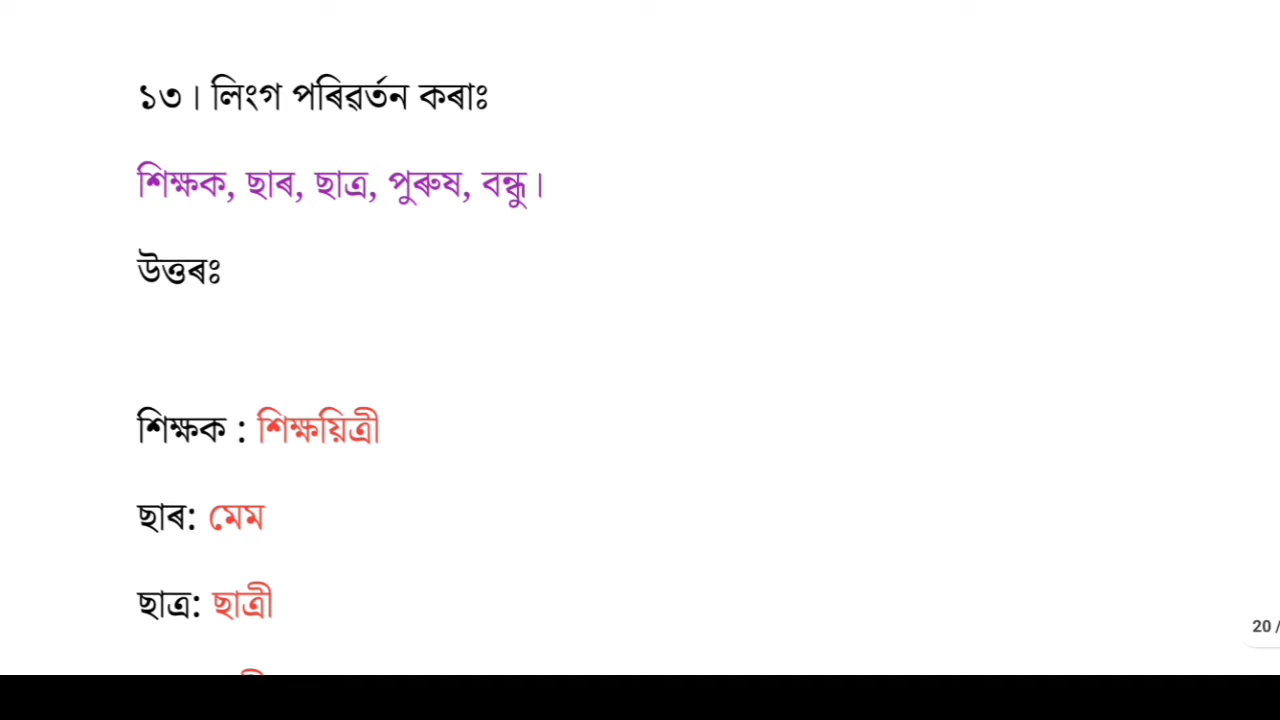 ১৩। লিংগ পৰিৱৰ্তন কৰাঃ
শিক্ষক, ছাৰ, ছাত্ৰ, পুৰুষ, বন্ধু।
উত্তৰঃ
শিক্ষক : শিক্ষয়িত্ৰী
ছাৰ: মেম
ছাত্ৰ: ছাত্ৰী
20 /